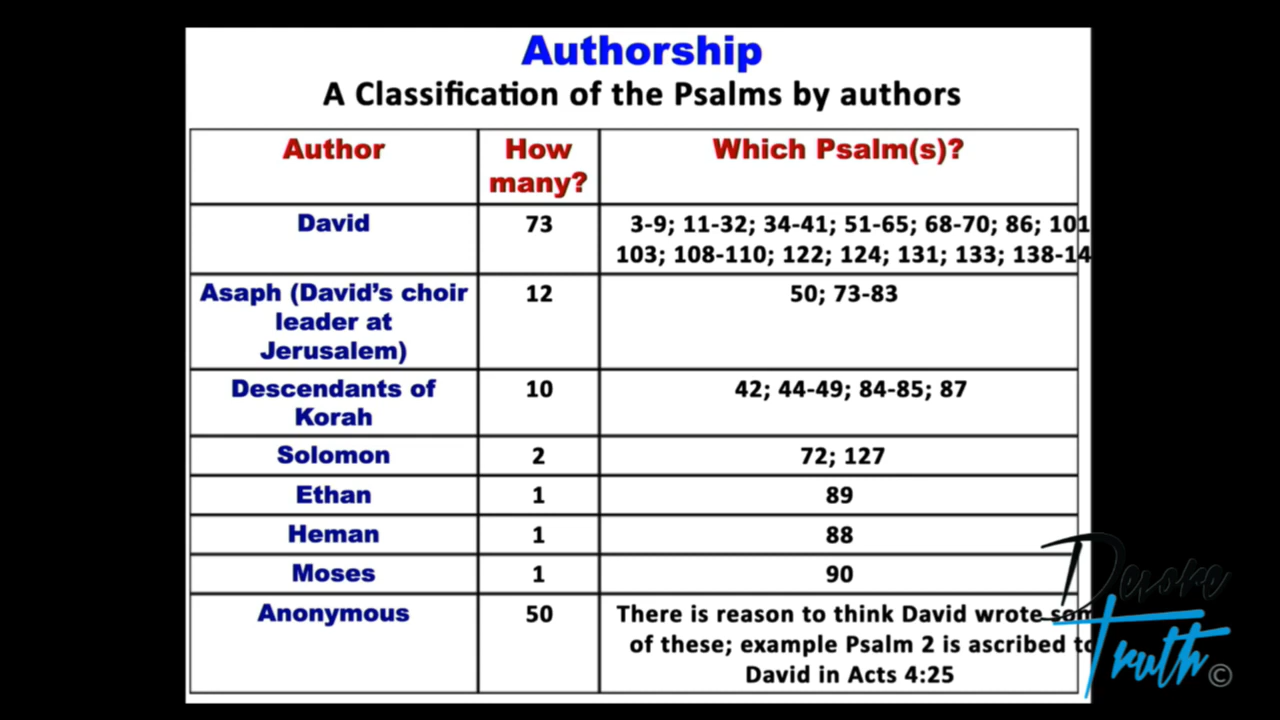 Authorship
A Classification of the Psalms by authors
Author
How
many?
Which Psalm(s)?
David
73
3-9; 11-32; 34-41; 51-65; 68-70; 86; 101
103; 108-110; 122; 124; 131; 133; 138-14
Asaph (David’s choir
leader at
Jerusalem)
12
50; 73-83
Descendants of
Korah
10
42; 44-49; 84-85; 87
Solomon
2
72; 127
Ethan
1
89
Heman
1
88
Moses
1
90
Anonymous
50
There is reason to think David wrote
of these; example Psalm 2 is ascribed
David in Acts 4:25
Truth©